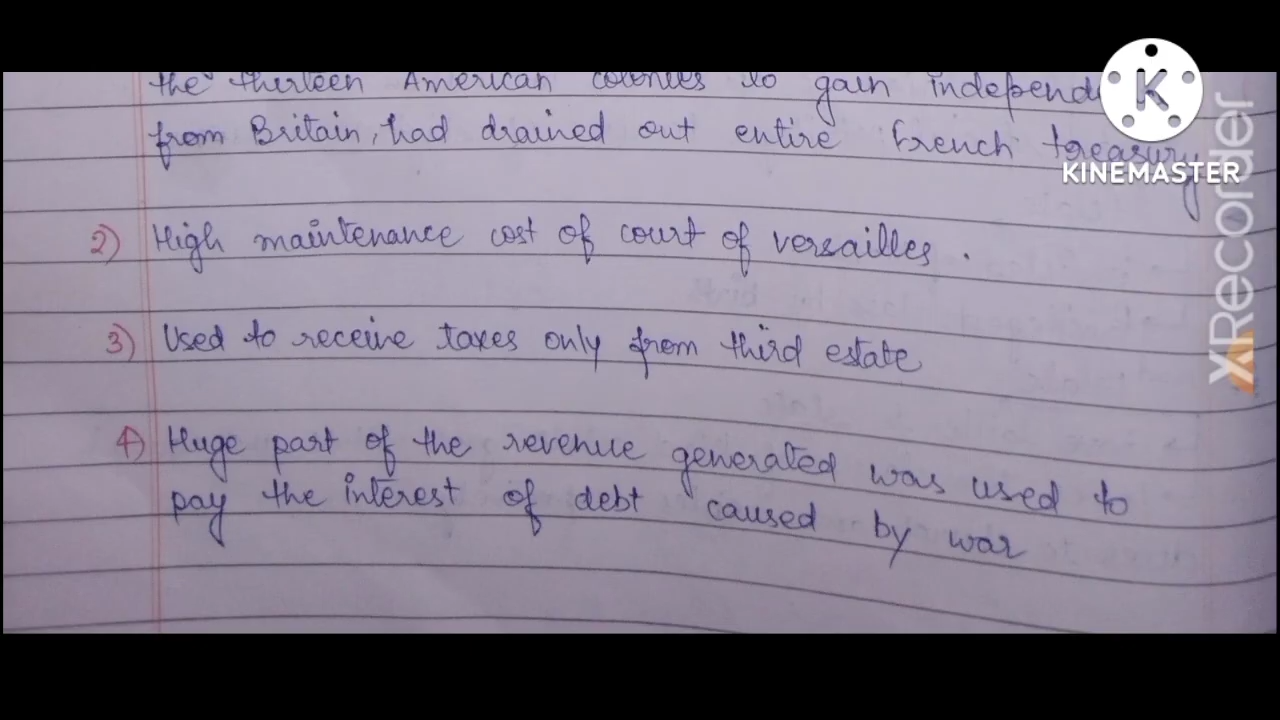 the thirteen American colonies to gain independ
from Britain, had drained out entire french treasury
2) High maintenance cost of court of versailles.
3) Used to receive taxes only from third estate
4) Huge part of the revenue generated was used to
pay the interest of debt caused by war
K
KINEMASTER
XRecorder